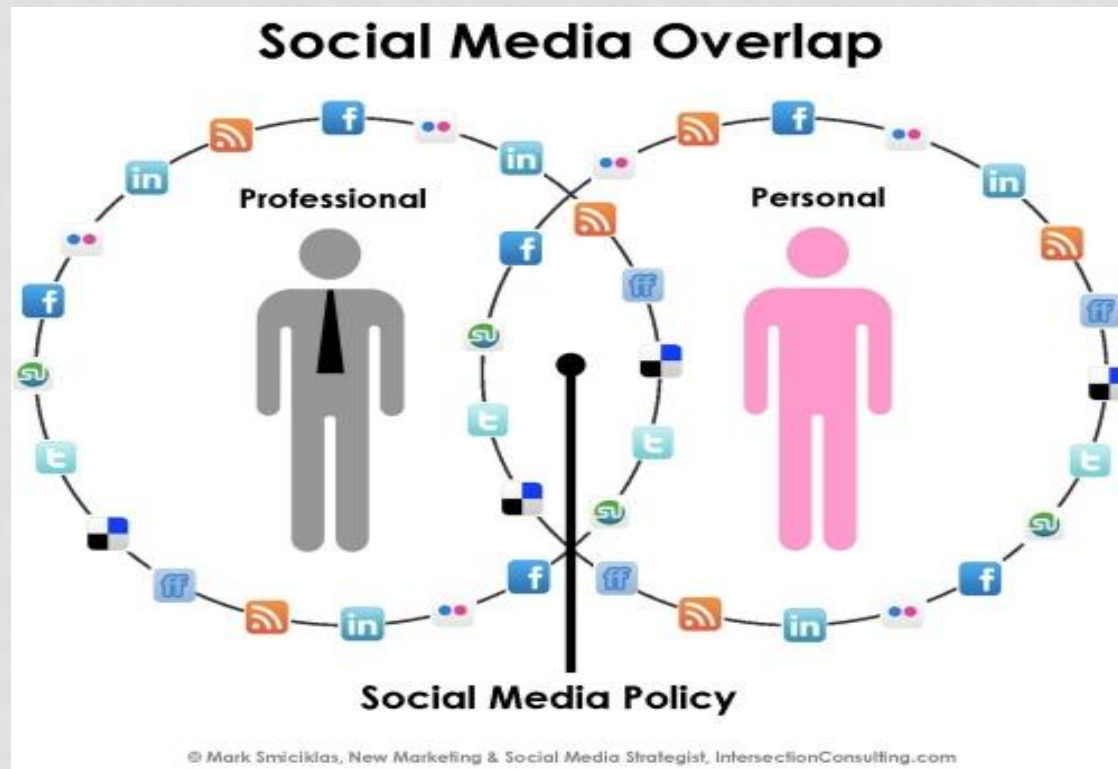 Social Media Overlap
Professional
Personal
Social Media Policy
© Mark Smiciklas, New Marketing & Social Media Strategist, IntersectionConsulting.com